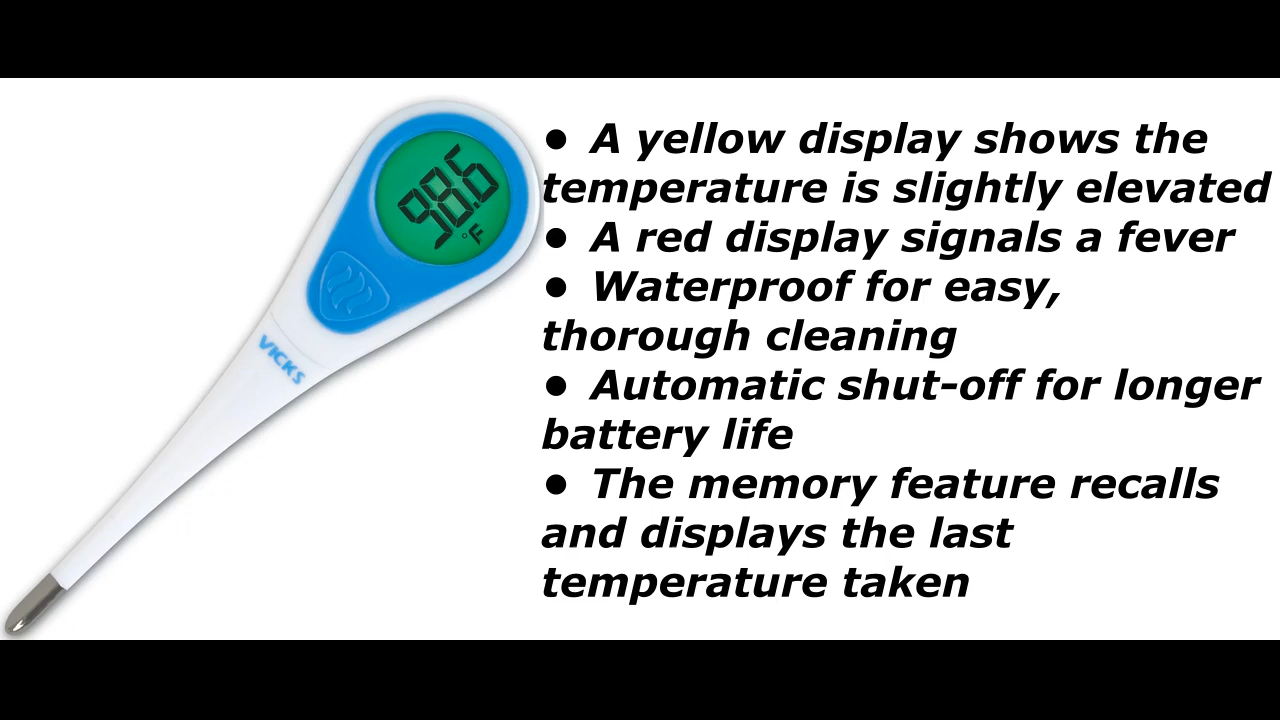 98.6
°F
VICKS
● A yellow display shows the
temperature is slightly elevated
● A red display signals a fever
● Waterproof for easy,
thorough cleaning
● Automatic shut-off for longer
battery life
● The memory feature recalls
and displays the last
temperature taken